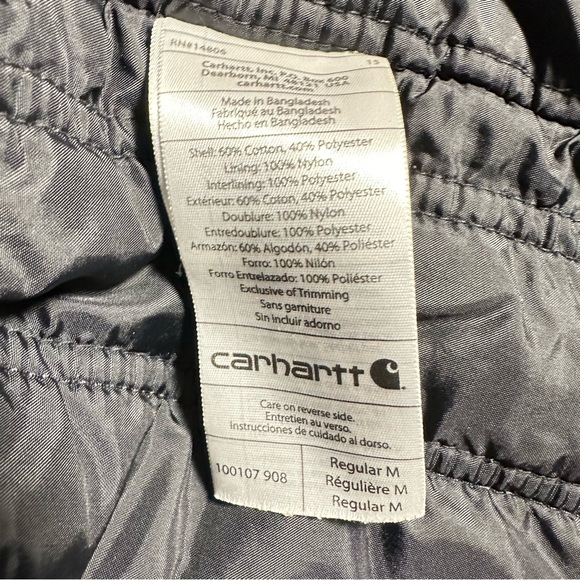 RN#14806 35
Carhartt, Inc. P.O. Box 600
Dearborn, MI 48121 USA
carhartt.com
Made in Bangladesh
Fabriqué au Bangladesh
Hecho en Bangladesh
Shell: 60% Cotton, 40% Polyester
Lining: 100% Nylon
Interlining: 100% Polyester
Extérieur: 60% Coton, 40% Polyester
Doublure: 100% Nylon
Entredoublure: 100% Polyester
Armazón: 60% Algodón, 40% Poliéster
Forro: 100% Nilón
Forro Entrelazado: 100% Poliéster
Exclusive of Trimming
Sans garniture
Sin incluir adorno
carhartt
Care on reverse side.
Entretien au verso.
Instrucciones de cuidado al dorso.
100107 908
Regular M
Régulière M
Regular M